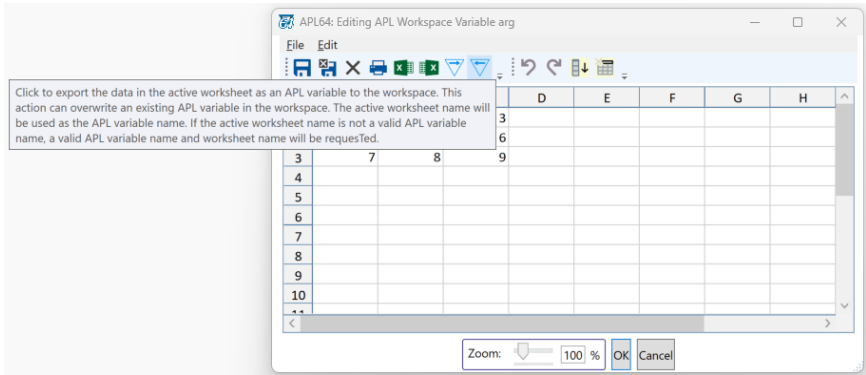 APL64: Editing APL Workspace Variable arg
File Edit
Click to export the data in the active worksheet as an APL variable to the workspace. This
action can overwrite an existing APL variable in the workspace. The active worksheet name will
be used as the APL variable name. If the active worksheet name is not a valid APL variable
name, a valid APL variable name and worksheet name will be requesTed.
D E F G H
3
6
3 7 8 9
4
5
6
7
8
9
10
Zoom: 100 % OK Cancel